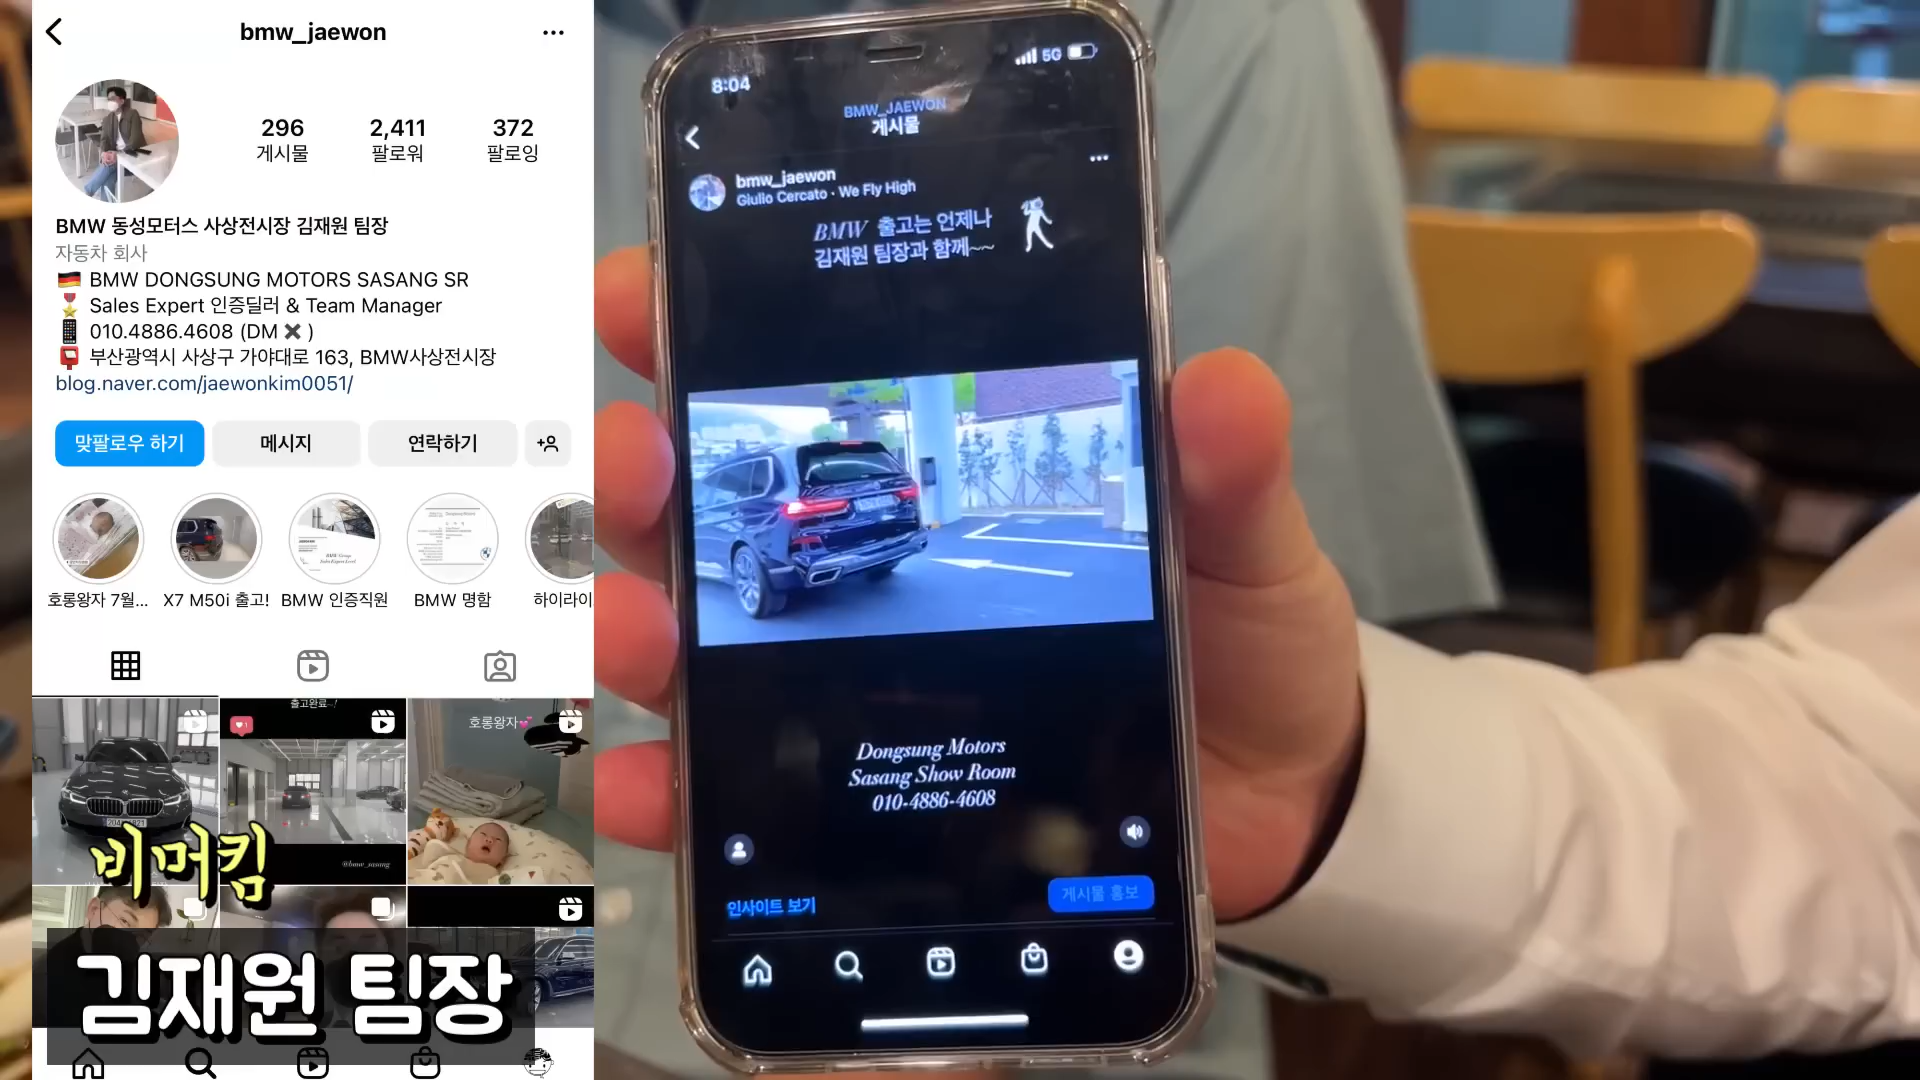 bmw_jaewon
296
게시물
2,411
팔로워
372
팔로잉
BMW 동성모터스 사상전시장 김재원 팀장
자동차 회사
BMW DONGSUNG MOTORS SASANG SR
Sales Expert 인증딜러 & Team Manager
010.4886.4608 (DM ✖ )
부산광역시 사상구 가야대로 163, BMW사상전시장
blog.naver.com/jaewonkim0051/
맞팔로우 하기
메시지
연락하기
호롱왕자 7월...
X7 M50i 출고!
BMW 인증직원
BMW 명함
하이라이
출고완료~!
호롱왕자💕
@bmw_sasang
비머킴
김재원 팀장
8:04
5G
BMW_JAEWON
게시물
bmw_jaewon
Giulio Cercato · We Fly High
BMW 출고는 언제나
김재원 팀장과 함께~~
Dongsung Motors
Sasang Show Room
010-4886-4608
인사이트 보기
게시물 홍보